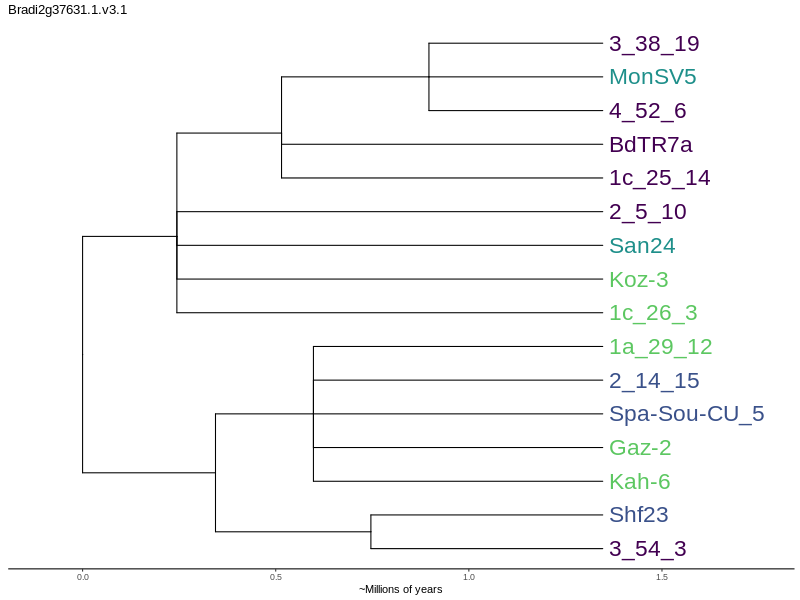 Bradi2g37631.1.v3.1
3_38_19
MonSV5
4_52_6
BdTR7a
1c_25_14
2_5_10
San24
Koz-3
1c_26_3
1a_29_12
2_14_15
Spa-Sou-CU_5
Gaz-2
Kah-6
Shf23
3_54_3
0.0 0.5 1.0 1.5
~Millions of years